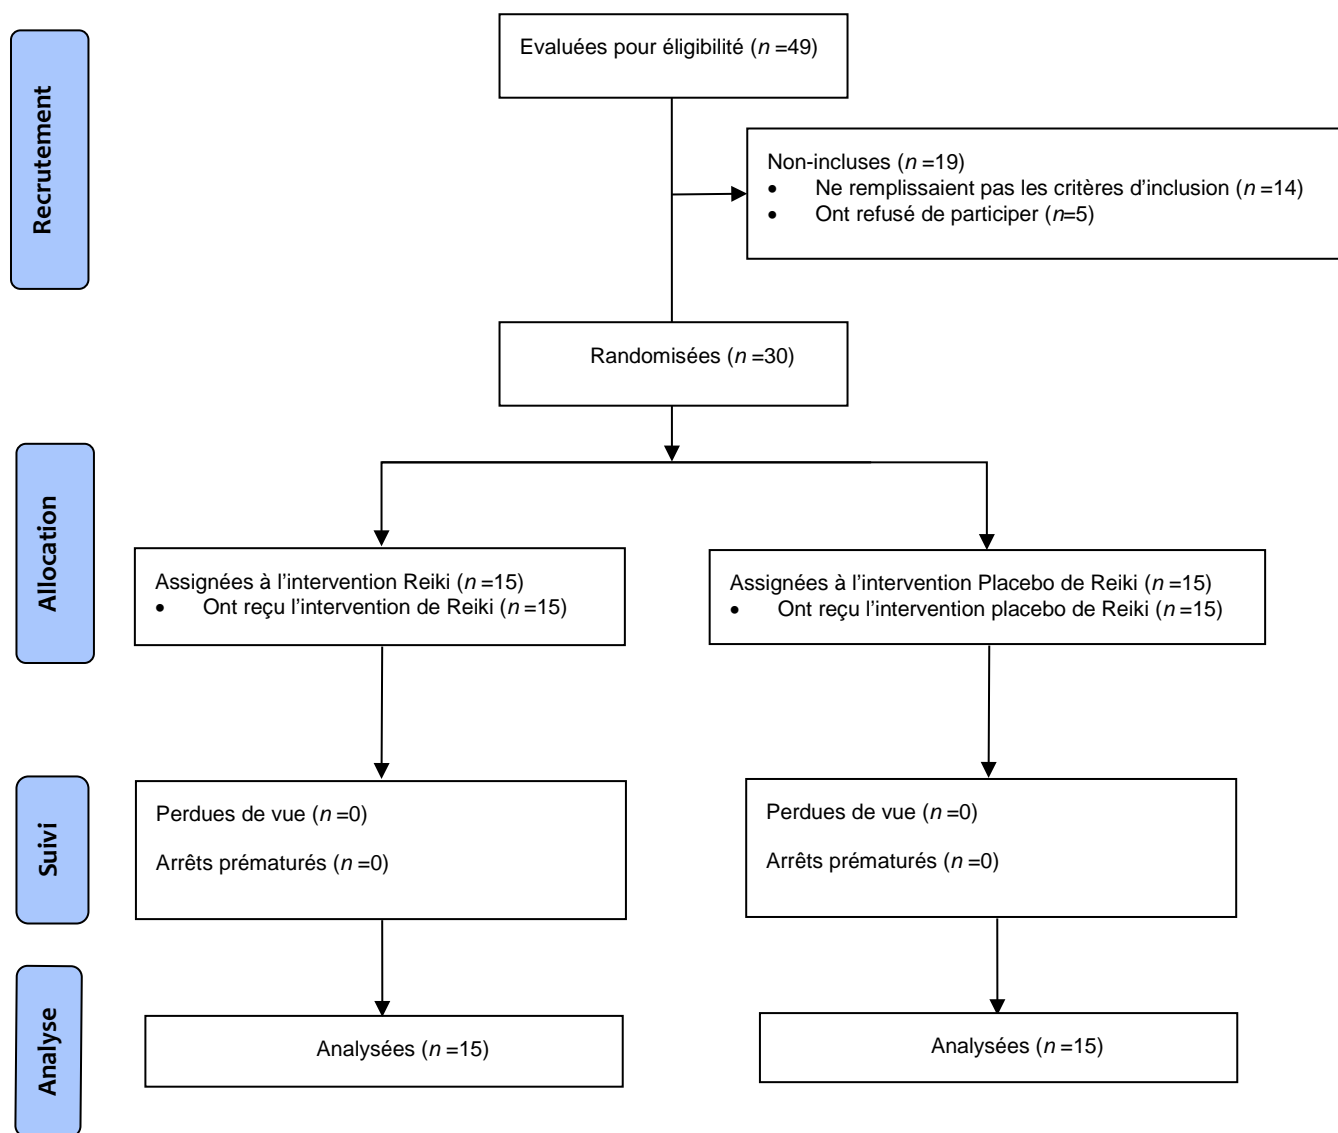 Recrutement
Evaluées pour éligibilité (n =49)
Non-incluses (n =19)
• Ne remplissaient pas les critères d’inclusion (n =14)
• Ont refusé de participer (n=5)
Randomisées (n =30)
Allocation
Assignées à l’intervention Reiki (n =15)
• Ont reçu l’intervention de Reiki (n =15)
Assignées à l’intervention Placebo de Reiki (n =15)
• Ont reçu l’intervention placebo de Reiki (n =15)
Suivi
Perdues de vue (n =0)
Arrêts prématurés (n =0)
Perdues de vue (n =0)
Arrêts prématurés (n =0)
Analyse
Analysées (n =15)
Analysées (n =15)